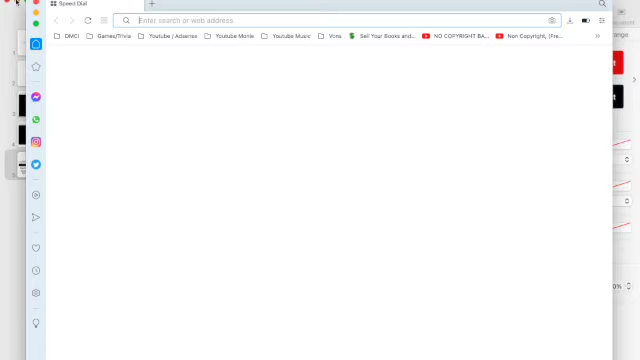 Speed Dial
Enter search or web address
DMCI Games/Trivia Youtube / Adsense Youtube Movie Youtube Music Vons Sell Your Books and... NO COPYRIGHT BA... Non Copyright, (Fre...